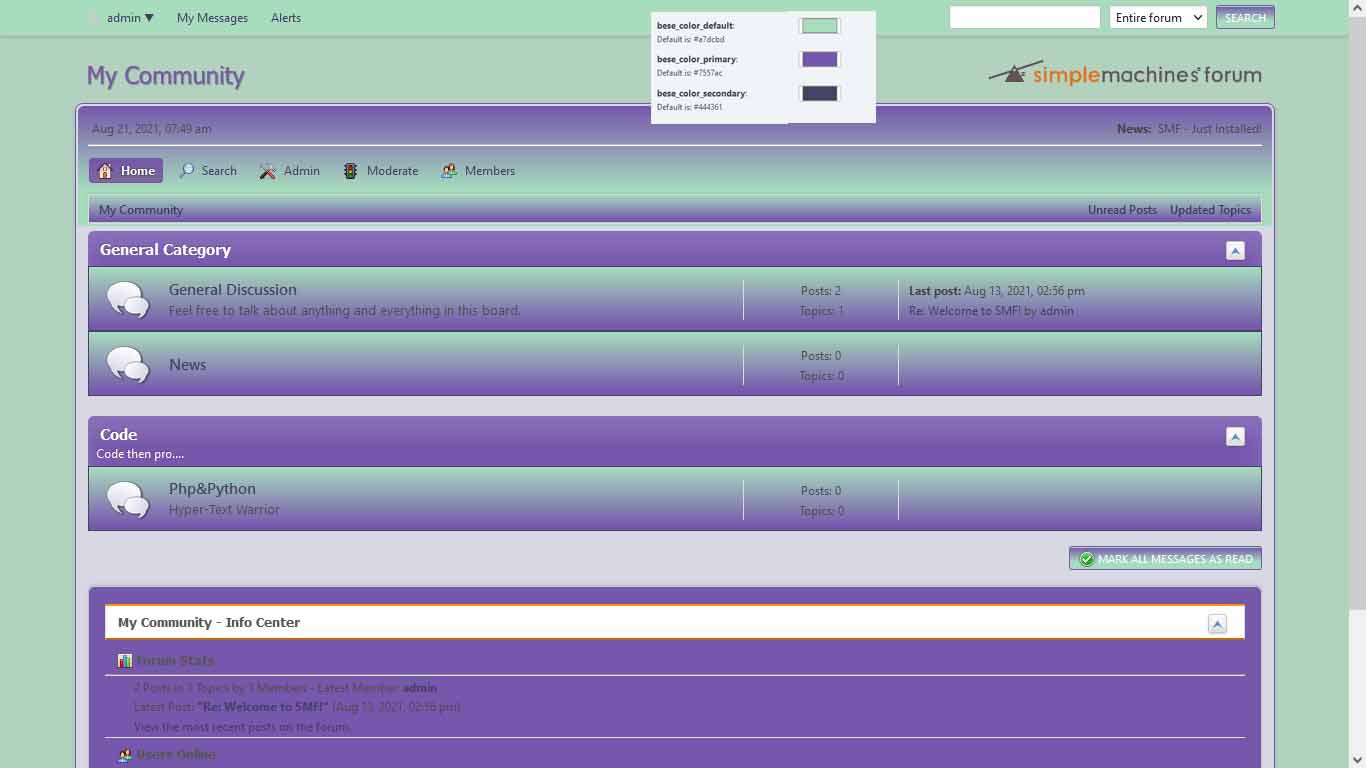 admin ▼ My Messages Alerts
Entire forum SEARCH
bese_color_default:
Default is: #a7dcbd
bese_color_primary:
Default is: #7557ac
bese_color_secondary:
Default is: #444361
My Community
simplemachines forum
Aug 21, 2021, 07:49 am
News: SMF - Just Installed!
Home Search Admin Moderate Members
My Community Unread Posts Updated Topics
General Category
General Discussion
Feel free to talk about anything and everything in this board.
Posts: 2
Topics: 1
Last post: Aug 13, 2021, 02:56 pm
Re: Welcome to SMF! by admin
News
Posts: 0
Topics: 0
Code
Code then pro....
Php&Python
Hyper-Text Warrior
Posts: 0
Topics: 0
MARK ALL MESSAGES AS READ
My Community - Info Center
Forum Stats
Posts in Topics by Members - Latest Member: admin
Latest Post: "Re: Welcome to SMF!" (Aug 13, 2021, 02:56 pm)
View the most recent posts on the forum.
Users Online